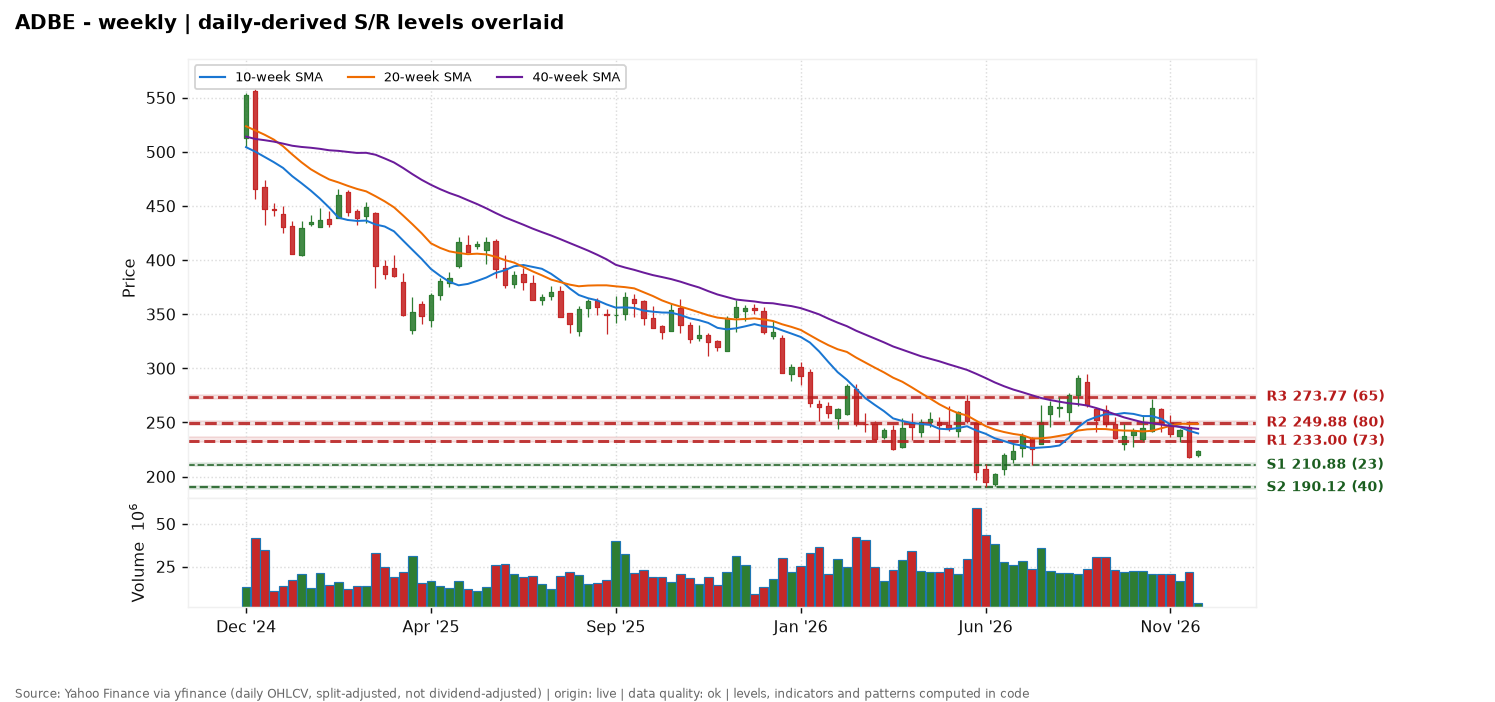 ADBE - weekly | daily-derived S/R levels overlaid
10-week SMA
20-week SMA
40-week SMA
Price
550
500
450
400
350
300
250
200
R3 273.77 (65)
R2 249.88 (80)
R1 233.00 (73)
S1 210.88 (23)
S2 190.12 (40)
Volume 10⁶
50
25
Dec '24
Apr '25
Sep '25
Jan '26
Jun '26
Nov '26
Source: Yahoo Finance via yfinance (daily OHLCV, split-adjusted, not dividend-adjusted) | origin: live | data quality: ok | levels, indicators and patterns computed in code